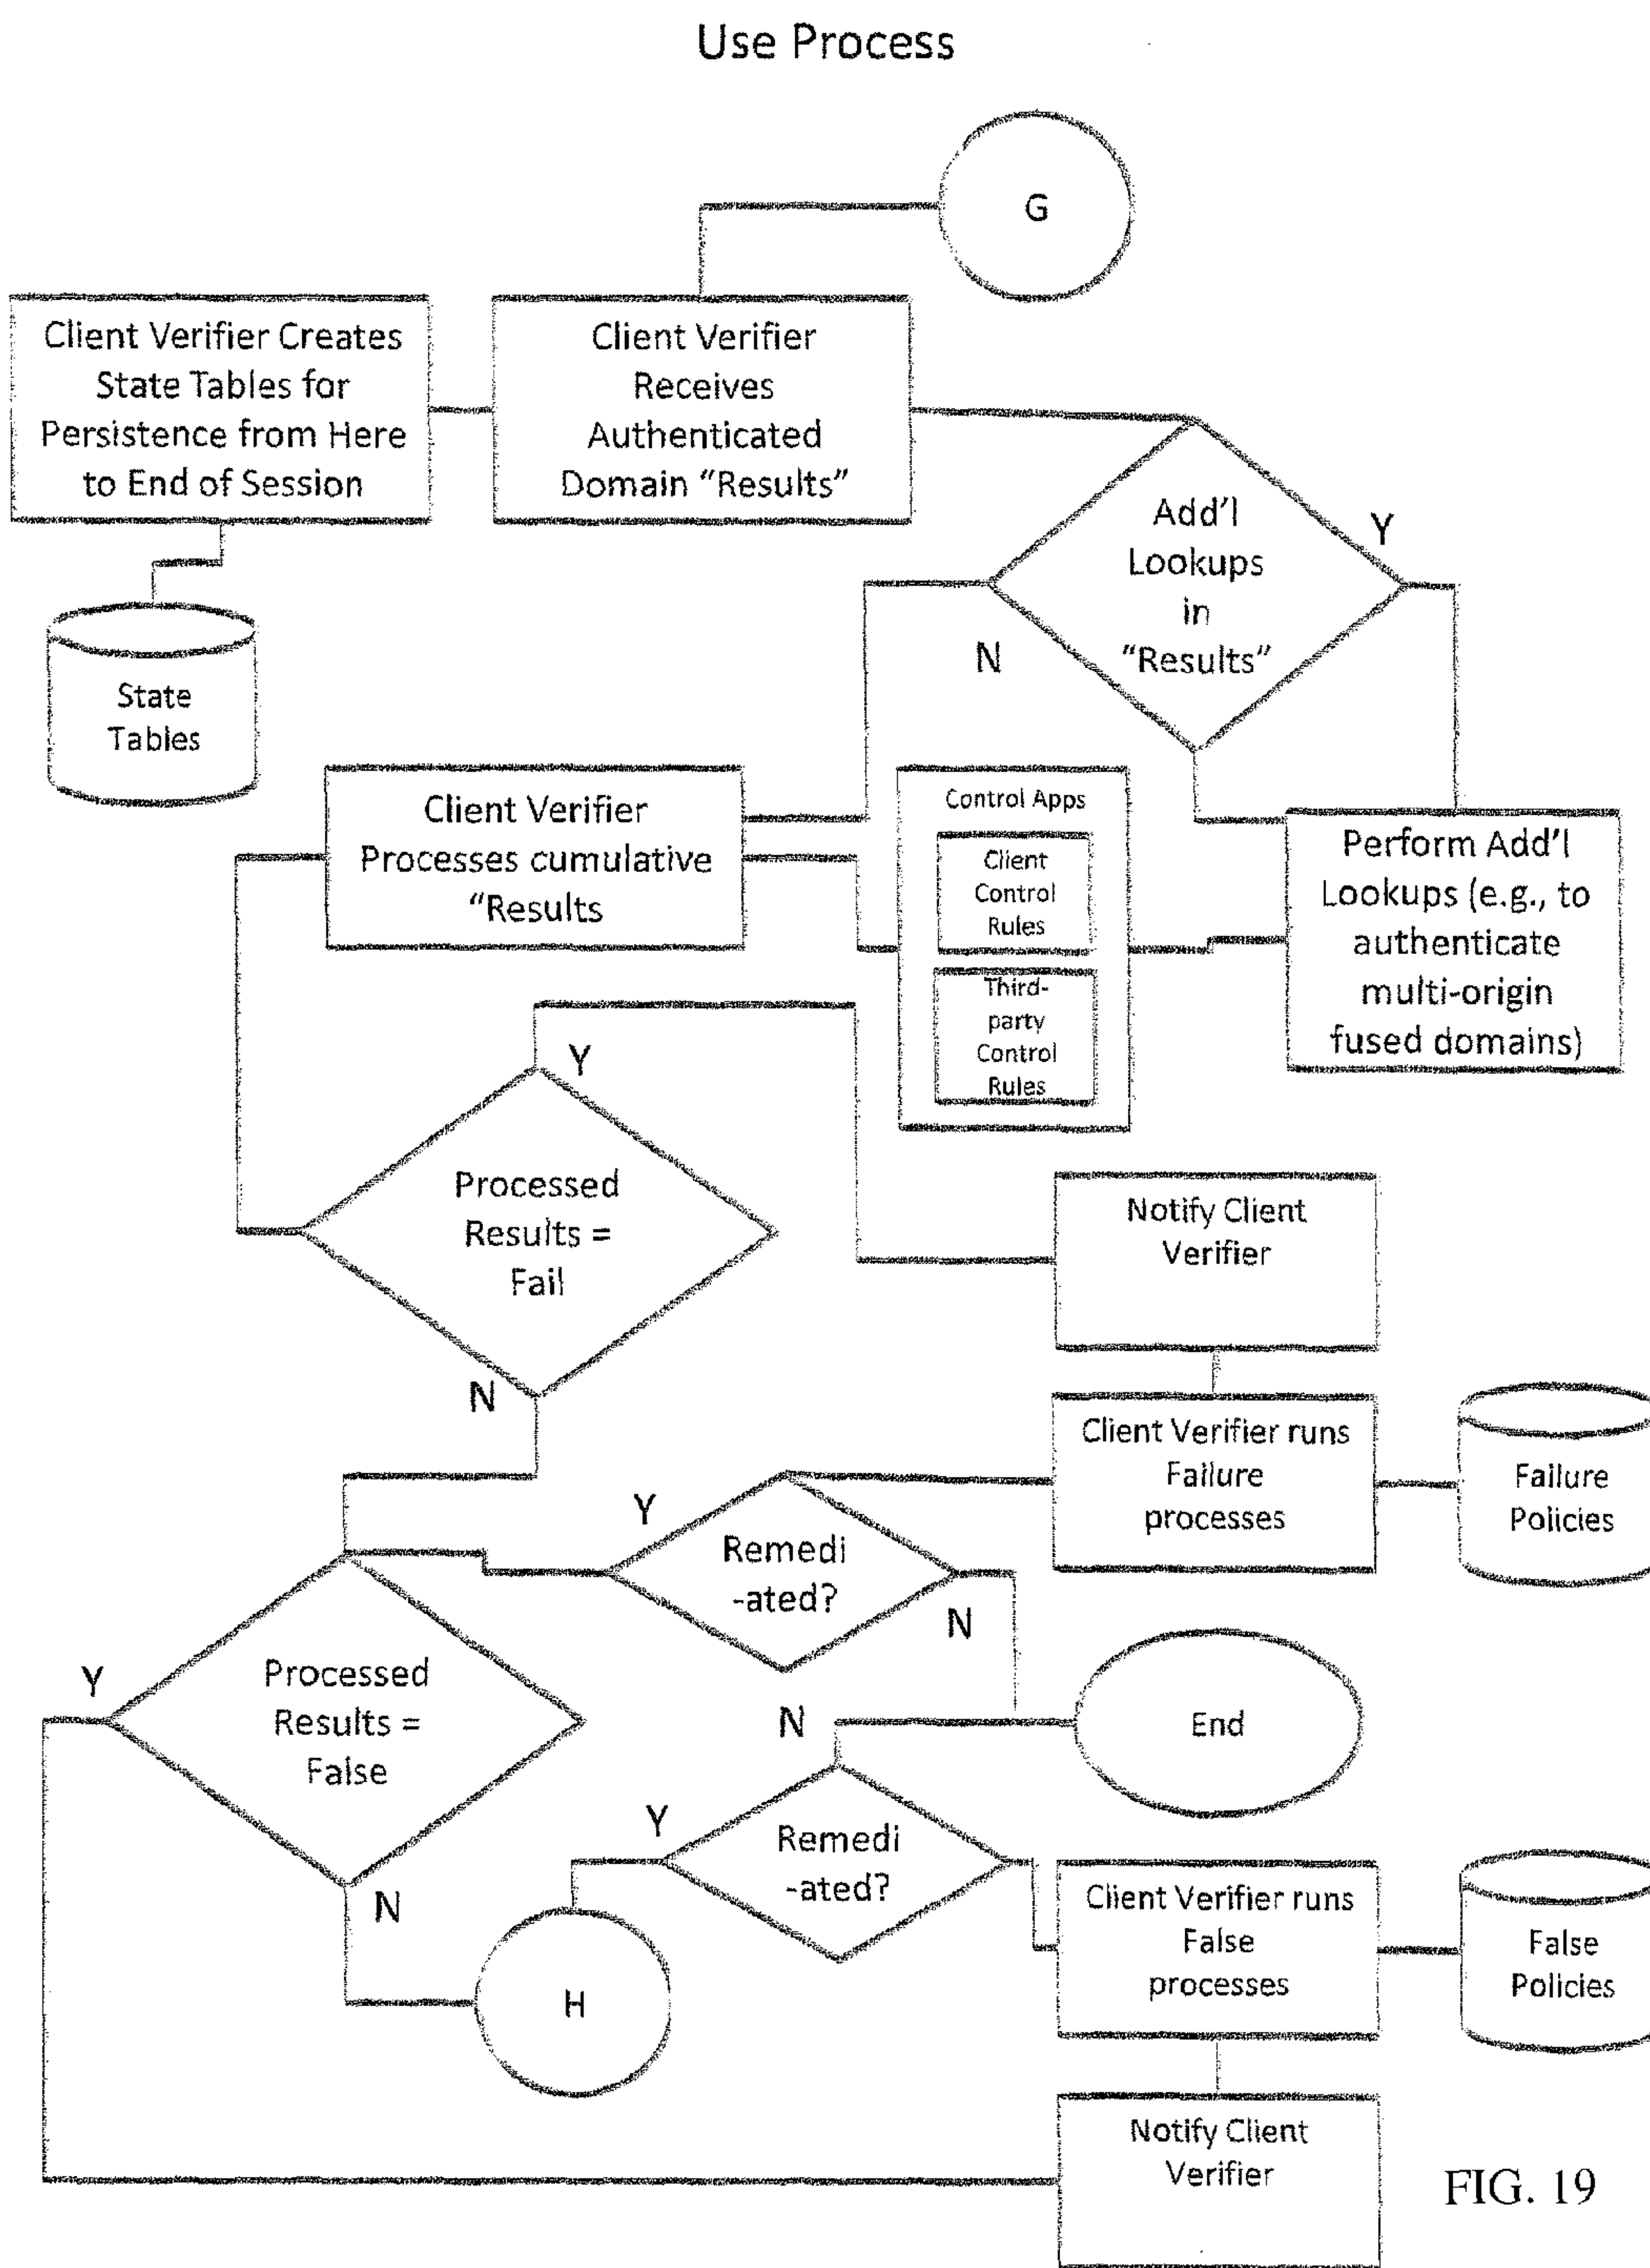 Use Process
G
Client Verifier Creates
State Tables for
Persistence from Here
to End of Session
Client Verifier
Receives
Authenticated
Domain “Results”
Add’l
Lookups
in
“Results”
Y
N
State
Tables
Client Verifier
Processes cumulative
“Results
Control Apps
Client
Control
Rules
Third-
party
Control
Rules
Perform Add’l
Lookups (e.g., to
authenticate
multi-origin
fused domains)
Y
Processed
Results =
Fail
N
Notify Client
Verifier
Client Verifier runs
Failure
processes
Failure
Policies
Y
Remedi
-ated?
N
Y
Processed
Results =
False
N
N
End
Y
Remedi
-ated?
Client Verifier runs
False
processes
False
Policies
H
Notify Client
Verifier
FIG. 19